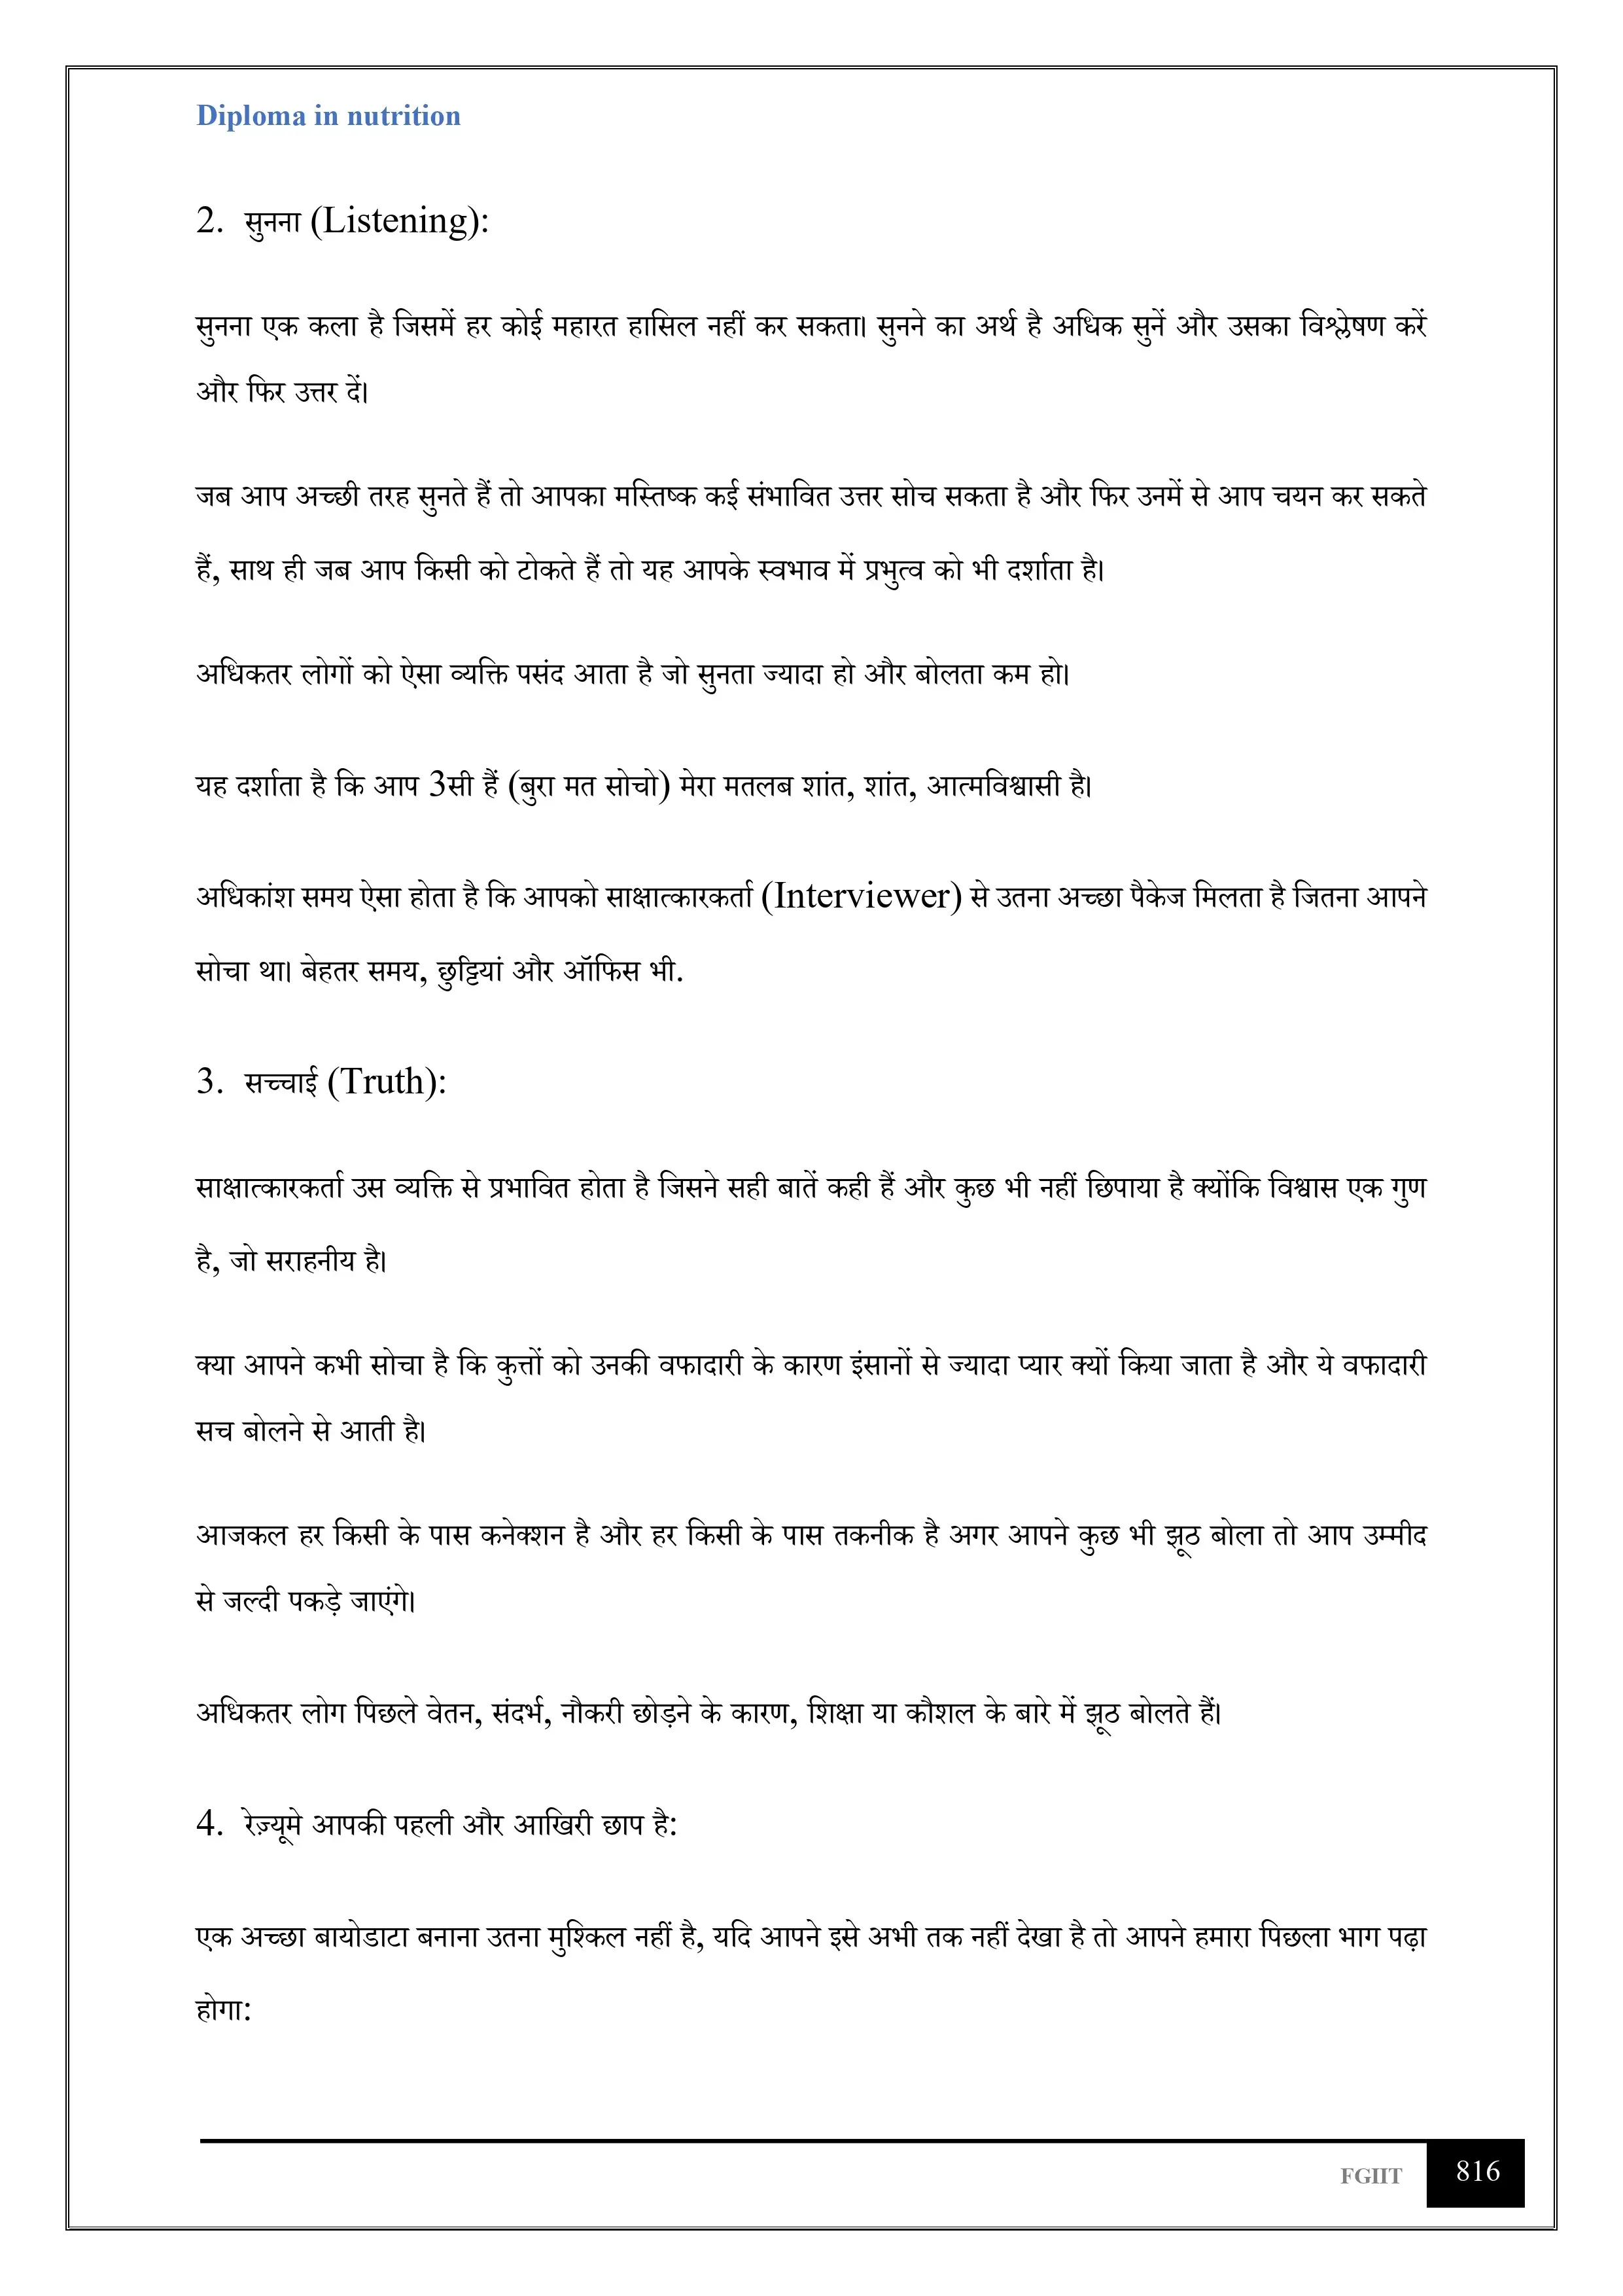 Diploma in nutrition
2. सुनना (Listening):
सुनना एक कला है जिसमें हर कोई महारत हासिल नहीं कर सकता। सुनने का अर्थ है अधिक सुनें और उसका विश्लेषण करें
और फिर उत्तर दें।
जब आप अच्छी तरह सुनते हैं तो आपका मस्तिष्क कई संभावित उत्तर सोच सकता है और फिर उनमें से आप चयन कर सकते
हैं, साथ ही जब आप किसी को टोकते हैं तो यह आपके स्वभाव में प्रभुत्व को भी दर्शाता है।
अधिकतर लोगों को ऐसा व्यक्ति पसंद आता है जो सुनता ज्यादा हो और बोलता कम हो।
यह दर्शाता है कि आप 3सी हैं (बुरा मत सोचो) मेरा मतलब शांत, शांत, आत्मविश्वासी है।
अधिकांश समय ऐसा होता है कि आपको साक्षात्कारकर्ता (Interviewer) से उतना अच्छा पैकेज मिलता है जितना आपने
सोचा था। बेहतर समय, छुट्टियां और ऑफिस भी.
3. सच्चाई (Truth):
साक्षात्कारकर्ता उस व्यक्ति से प्रभावित होता है जिसने सही बातें कही हैं और कुछ भी नहीं छिपाया है क्योंकि विश्वास एक गुण
है, जो सराहनीय है।
क्या आपने कभी सोचा है कि कुत्तों को उनकी वफादारी के कारण इंसानों से ज्यादा प्यार क्यों किया जाता है और ये वफादारी
सच बोलने से आती है।
आजकल हर किसी के पास कनेक्शन है और हर किसी के पास तकनीक है अगर आपने कुछ भी झूठ बोला तो आप उम्मीद
से जल्दी पकड़े जाएंगे।
अधिकतर लोग पिछले वेतन, संदर्भ, नौकरी छोड़ने के कारण, शिक्षा या कौशल के बारे में झूठ बोलते हैं।
4. रेज़्यूमे आपकी पहली और आखिरी छाप है:
एक अच्छा बायोडाटा बनाना उतना मुश्किल नहीं है, यदि आपने इसे अभी तक नहीं देखा है तो आपने हमारा पिछला भाग पढ़ा
होगा:
FGIIT 816